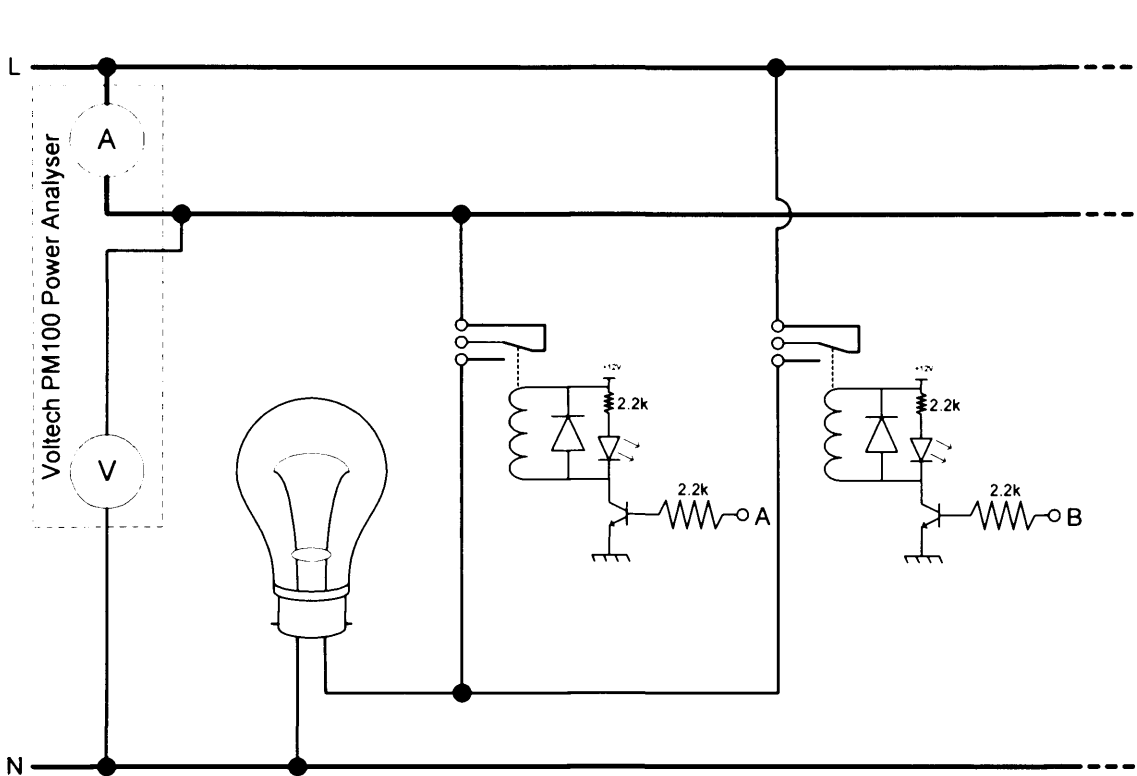 L
A
Voltech PM100 Power Analyser
V
+12V
2.2k
2.2k
A
+12V
2.2k
2.2k
B
N